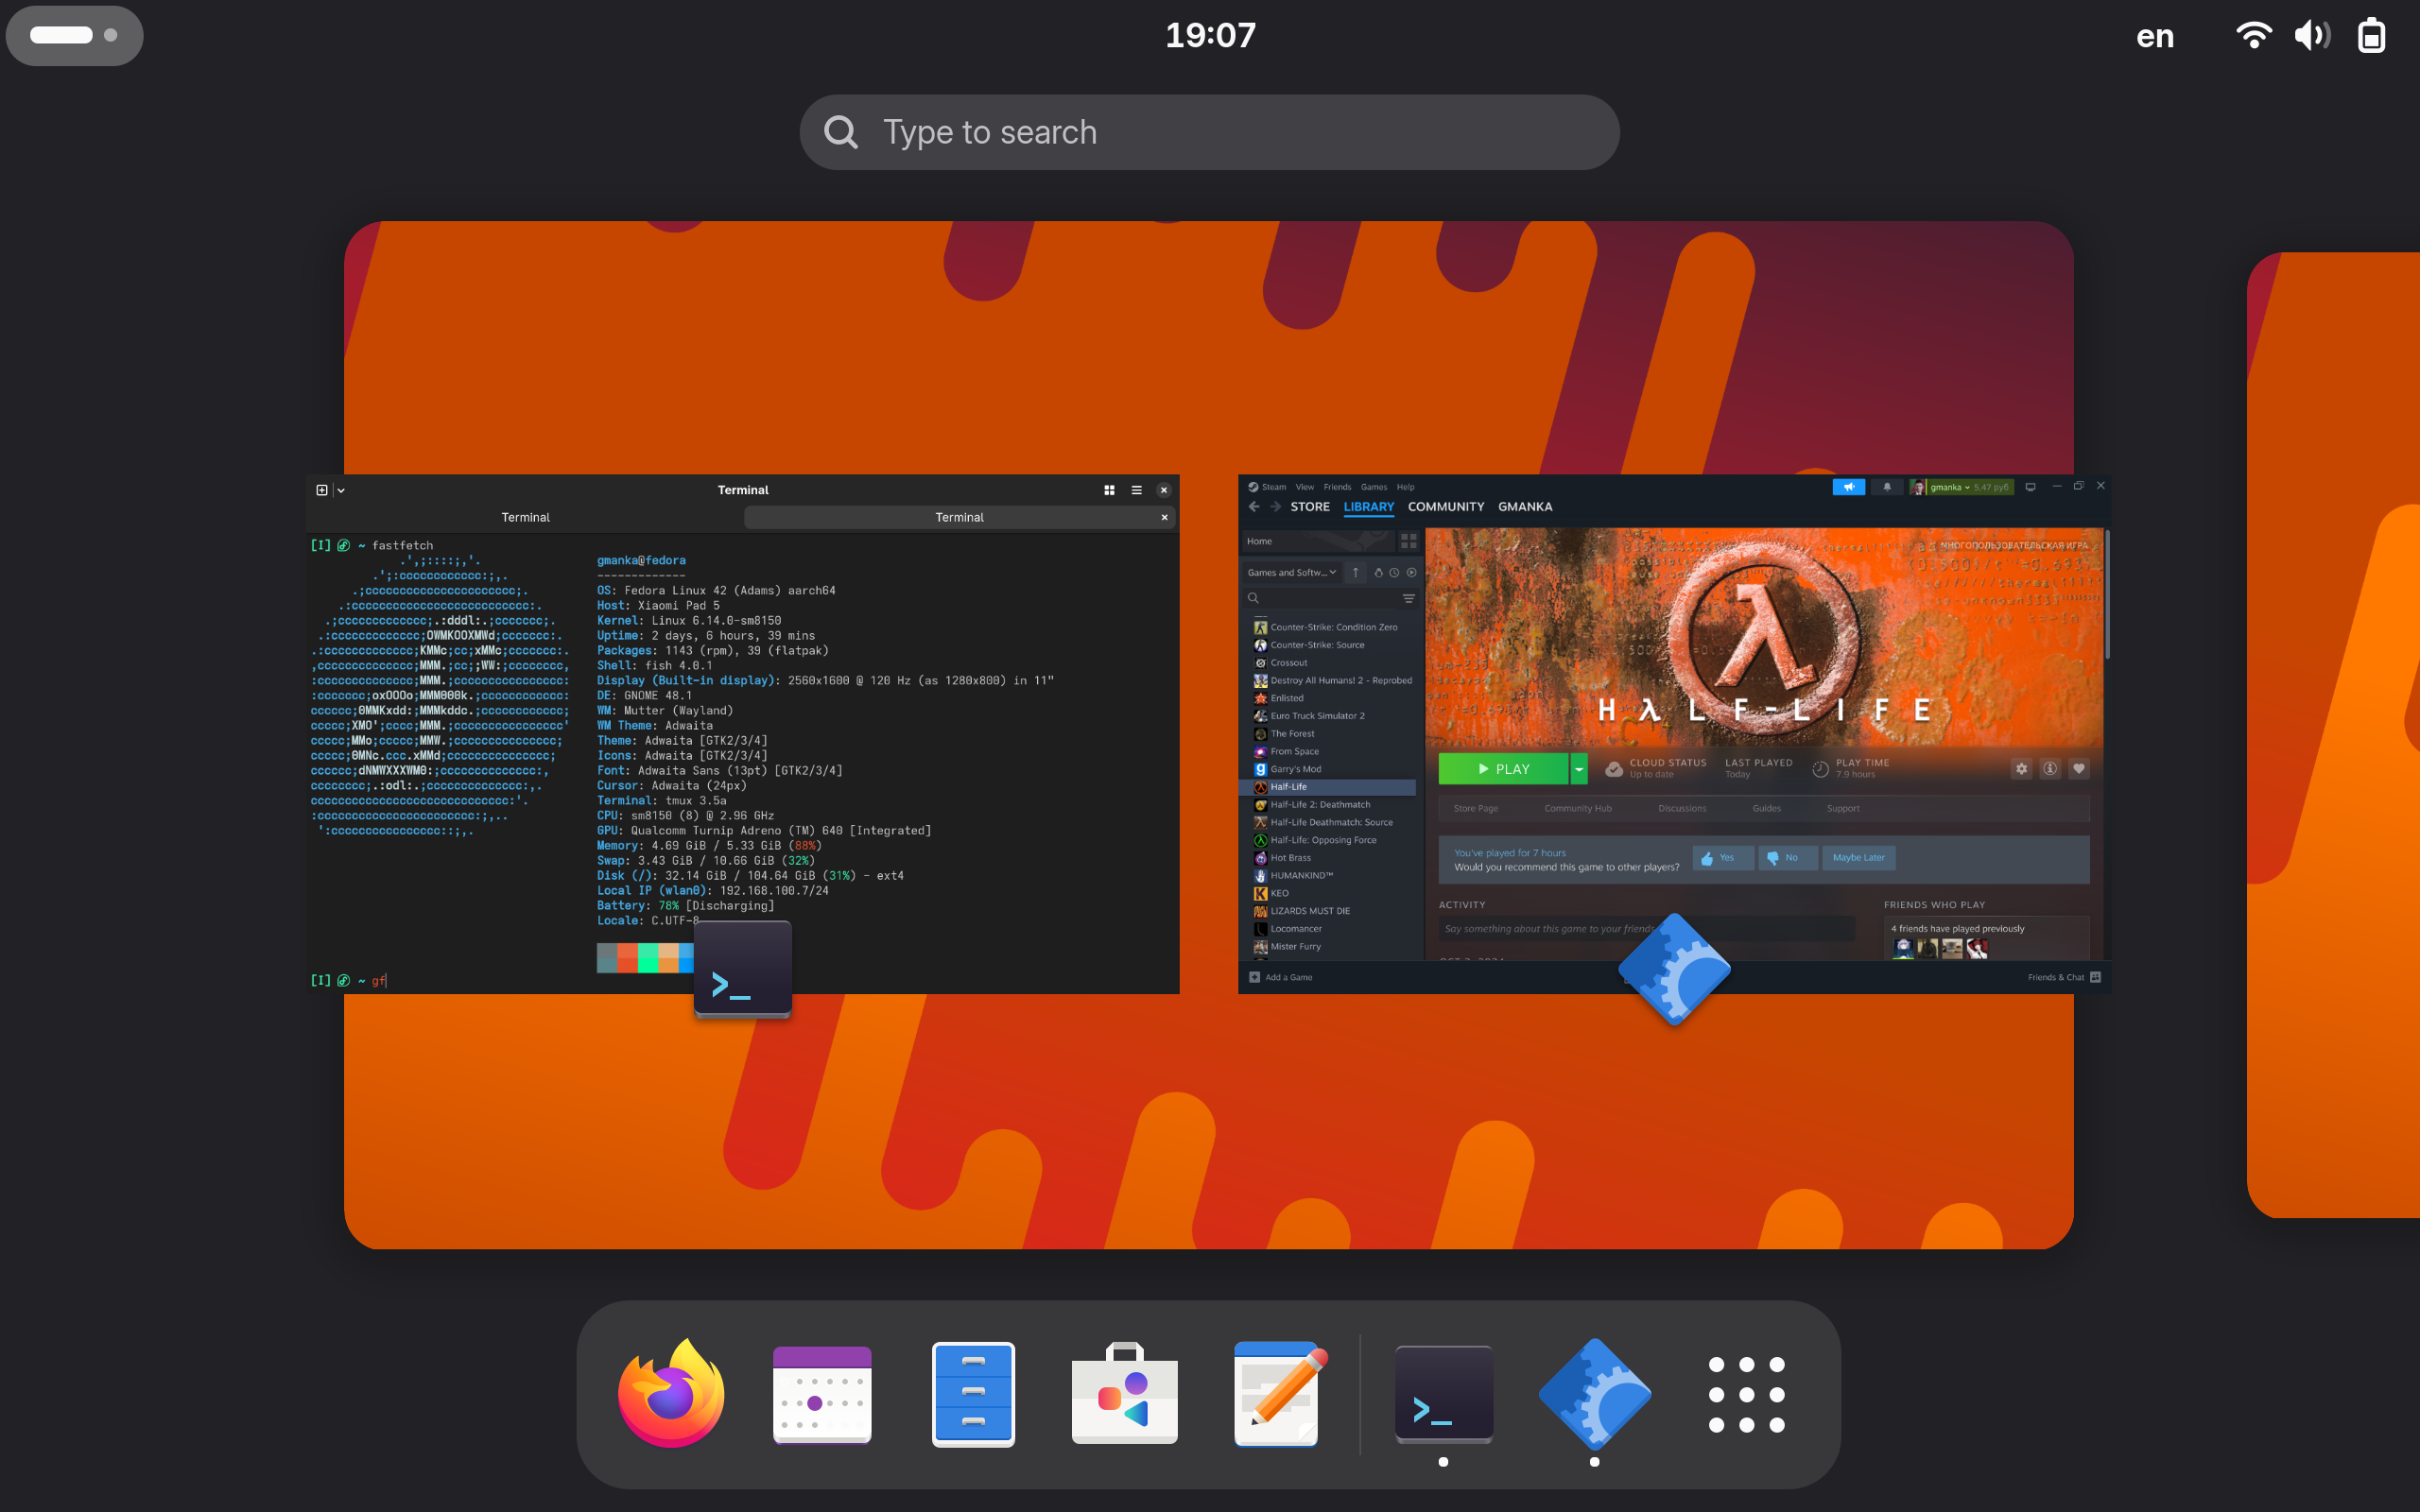 19:07
en
Type to search
Terminal
Terminal
Terminal
[I] ~ fastfetch
gmanka@fedora
-------------
OS: Fedora Linux 42 (Adams) aarch64
Host: Xiaomi Pad 5
Kernel: Linux 6.14.0-sm8150
Uptime: 2 days, 6 hours, 39 mins
Packages: 1143 (rpm), 39 (flatpak)
Shell: fish 4.0.1
Display (Built-in display): 2560x1600 @ 120 Hz (as 1280x800) in 11"
DE: GNOME 48.1
WM: Mutter (Wayland)
WM Theme: Adwaita
Theme: Adwaita [GTK2/3/4]
Icons: Adwaita [GTK2/3/4]
Font: Adwaita Sans (13pt) [GTK2/3/4]
Cursor: Adwaita (24px)
Terminal: tmux 3.5a
CPU: sm8150 (8) @ 2.96 GHz
GPU: Qualcomm Turnip Adreno (TM) 640 [Integrated]
Memory: 4.69 GiB / 5.33 GiB (88%)
Swap: 3.43 GiB / 10.66 GiB (32%)
Disk (/): 32.14 GiB / 104.64 GiB (31%) - ext4
Local IP (wlan0): 192.168.100.7/24
Battery: 78% [Discharging]
Locale: C.UTF-8
[I] ~ gf
Steam View Friends Games Help
gmanka 5.47 руб
STORE LIBRARY COMMUNITY GMANKA
Home
Games and Softw...
Counter-Strike: Condition Zero
Counter-Strike: Source
Crossout
Destroy All Humans! 2 - Reprobed
Enlisted
Euro Truck Simulator 2
The Forest
From Space
Garry's Mod
Half-Life
Half-Life 2: Deathmatch
Half-Life Deathmatch: Source
Half-Life: Opposing Force
Hot Brass
HUMANKIND™
KEO
LIZARDS MUST DIE
Locomancer
Mister Furry
Add a Game
МНОГОПОЛЬЗОВАТЕЛЬСКАЯ ИГРА
HλLF-LIFE
PLAY
CLOUD STATUS
Up to date
LAST PLAYED
Today
PLAY TIME
7.9 hours
Store Page Community Hub Discussions Guides Support
You've played for 7 hours
Would you recommend this game to other players?
Yes
No
Maybe Later
ACTIVITY
Say something about this game to your friends
FRIENDS WHO PLAY
4 friends have played previously
Friends & Chat